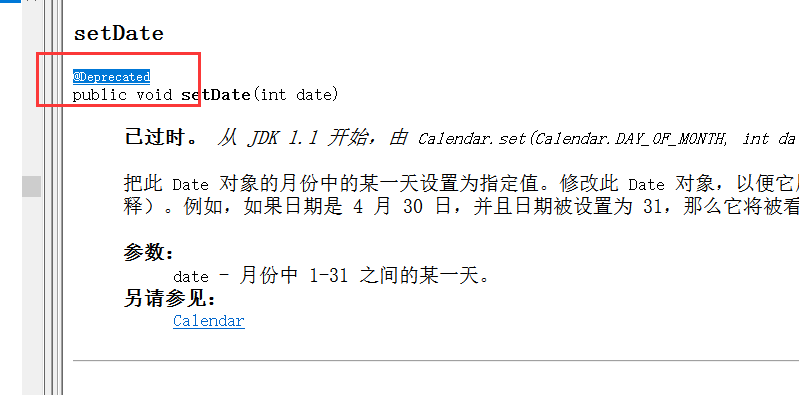 setDate
@Deprecated
public void setDate(int date)
已过时。 从 JDK 1.1 开始，由 Calendar.set(Calendar.DAY_OF_MONTH, int da
把此 Date 对象的月份中的某一天设置为指定值。修改此 Date 对象，以便它
释）。例如，如果日期是 4 月 30 日，并且日期被设置为 31，那么它将被看
参数：
date - 月份中 1-31 之间的某一天。
另请参见：
Calendar